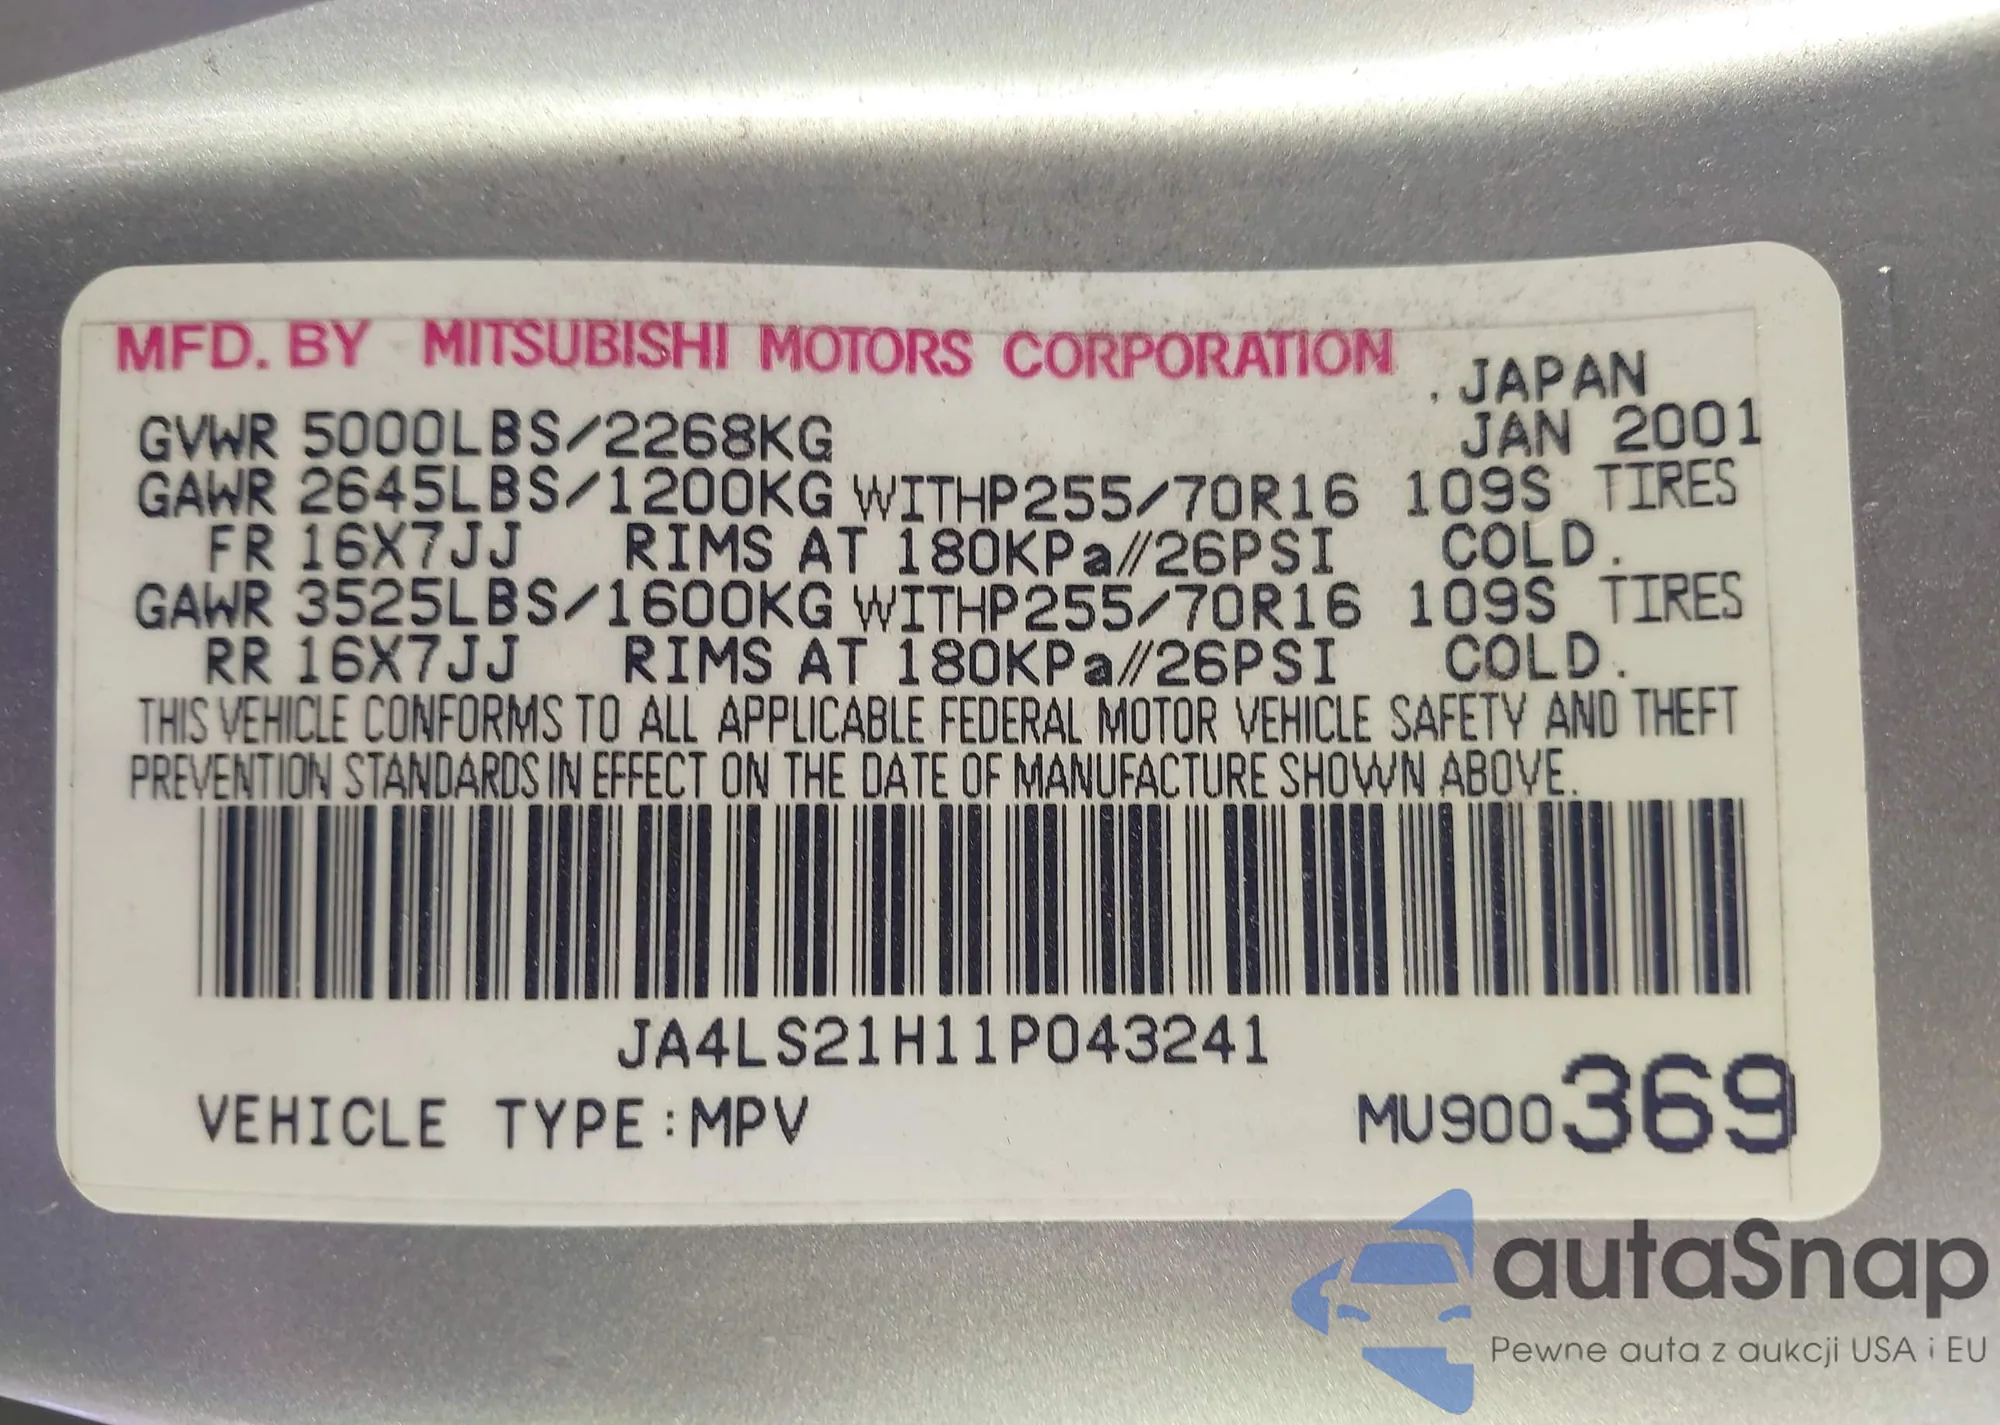 MFD. BY MITSUBISHI MOTORS CORPORATION
. JAPAN
GVWR 5000LBS/2268KG JAN 2001
GAWR 2645LBS/1200KG WITHP255/70R16 109S TIRES
FR 16X7JJ RIMS AT 180KPa//26PSI COLD.
GAWR 3525LBS/1600KG WITHP255/70R16 109S TIRES
RR 16X7JJ RIMS AT 180KPa//26PSI COLD.
THIS VEHICLE CONFORMS TO ALL APPLICABLE FEDERAL MOTOR VEHICLE SAFETY AND THEFT
PREVENTION STANDARDS IN EFFECT ON THE DATE OF MANUFACTURE SHOWN ABOVE.
JA4LS21H11P043241
VEHICLE TYPE:MPV MU900369
autaSnap
Pewne auta z aukcji USA i EU